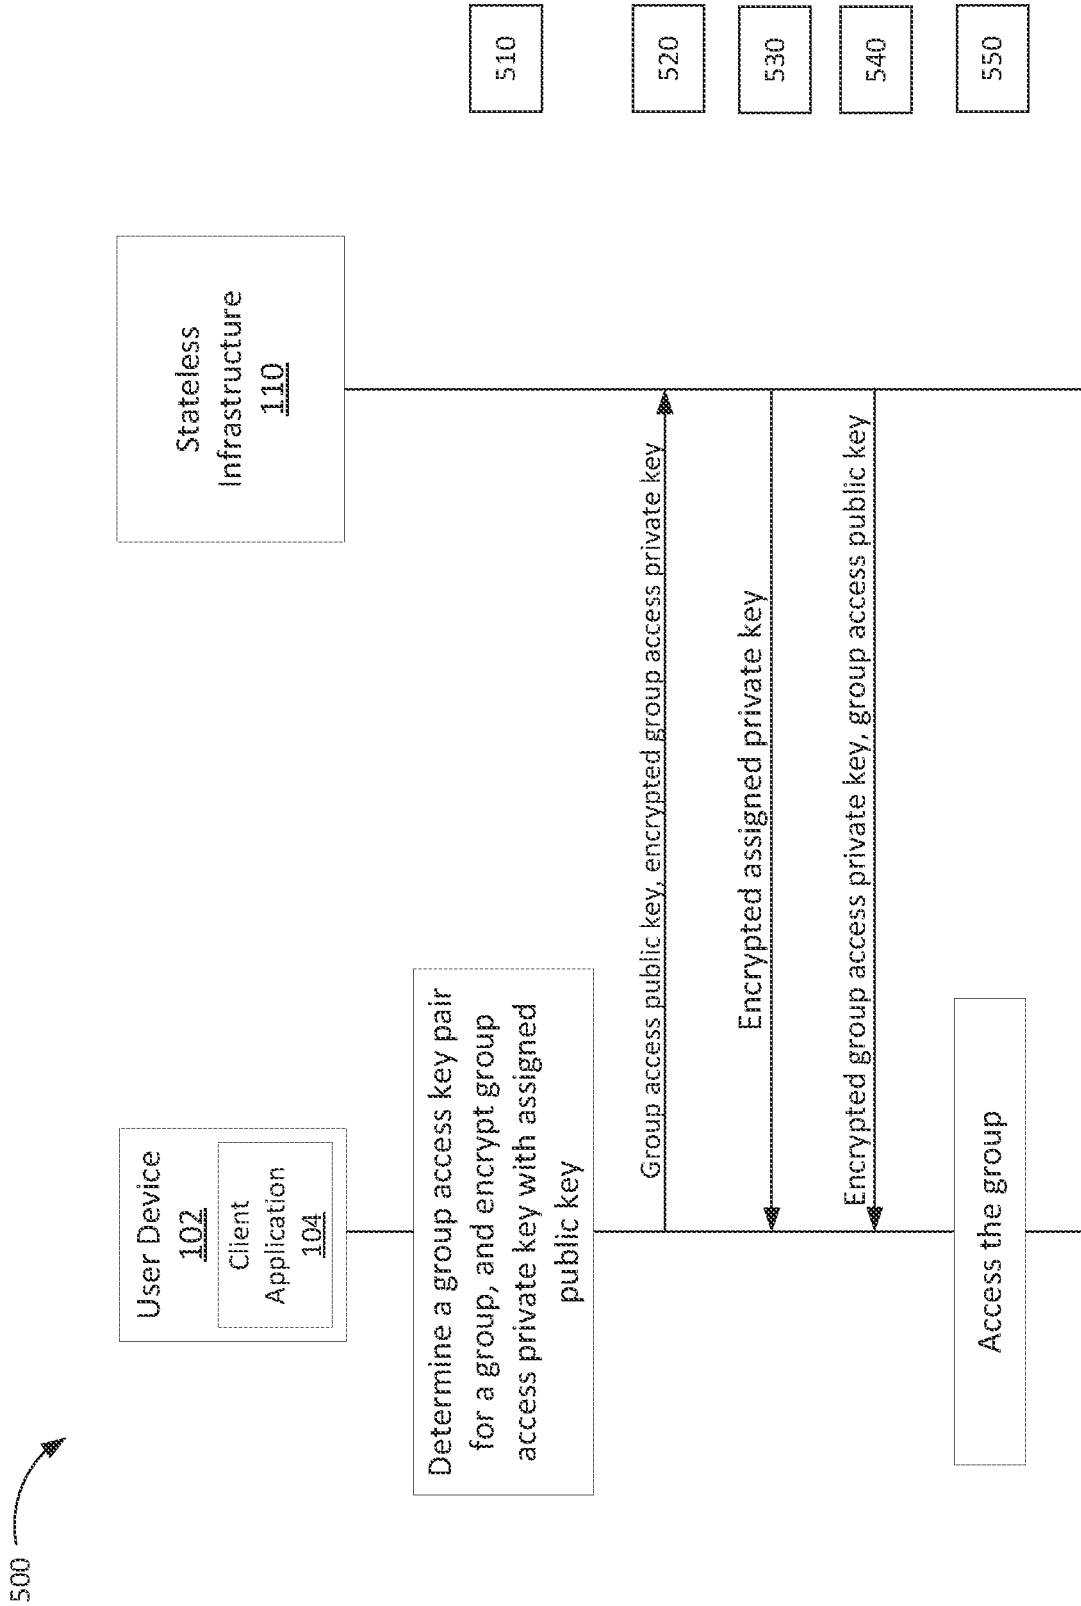 500
User Device
102
Client
Application
104
Stateless
Infrastructure
110
Determine a group access key pair
for a group, and encrypt group
access private key with assigned
public key
510
Group access public key, encrypted group access private key
520
Encrypted assigned private key
530
Encrypted group access private key, group access public key
540
Access the group
550